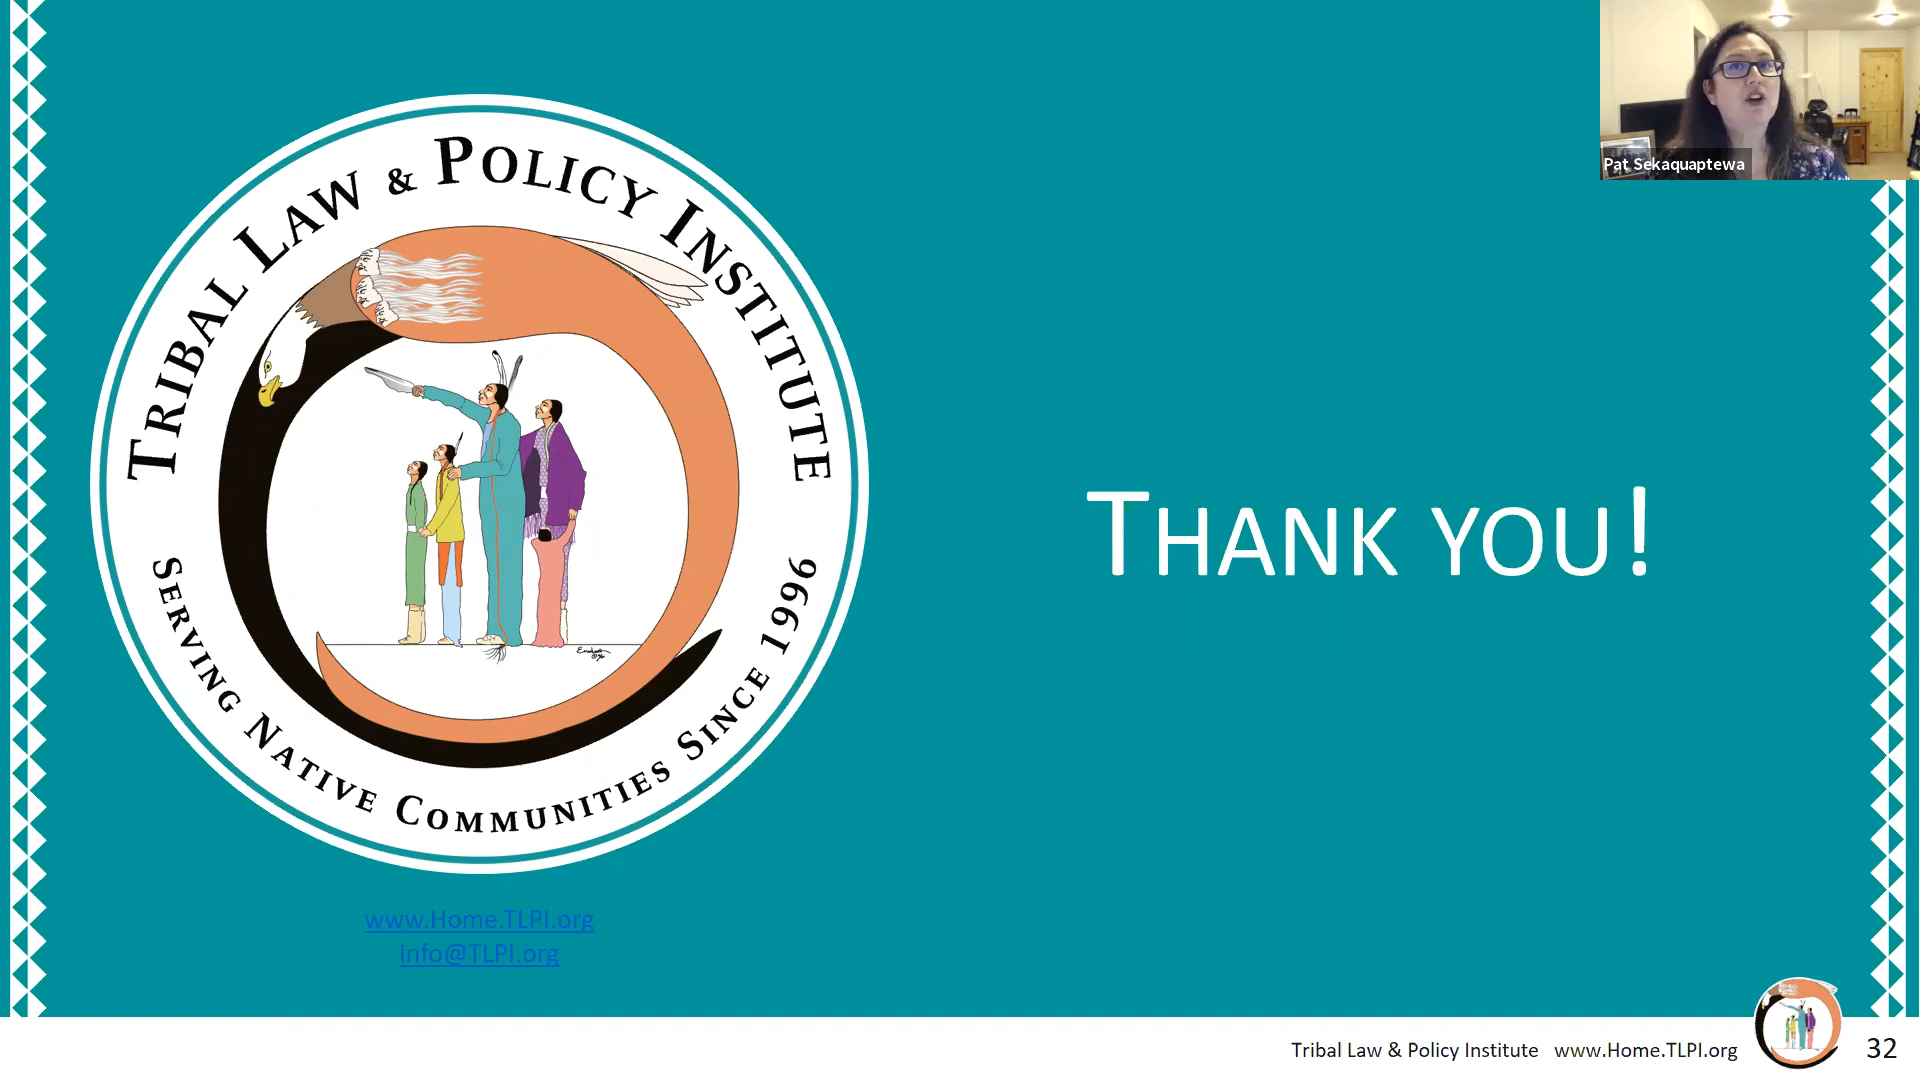 Pat Sekaquaptewa
TRIBAL LAW & POLICY INSTITUTE
SERVING NATIVE COMMUNITIES SINCE 1996
THANK YOU!
www.Home.TLPI.org
info@TLPI.org
Tribal Law & Policy Institute www.Home.TLPI.org
32